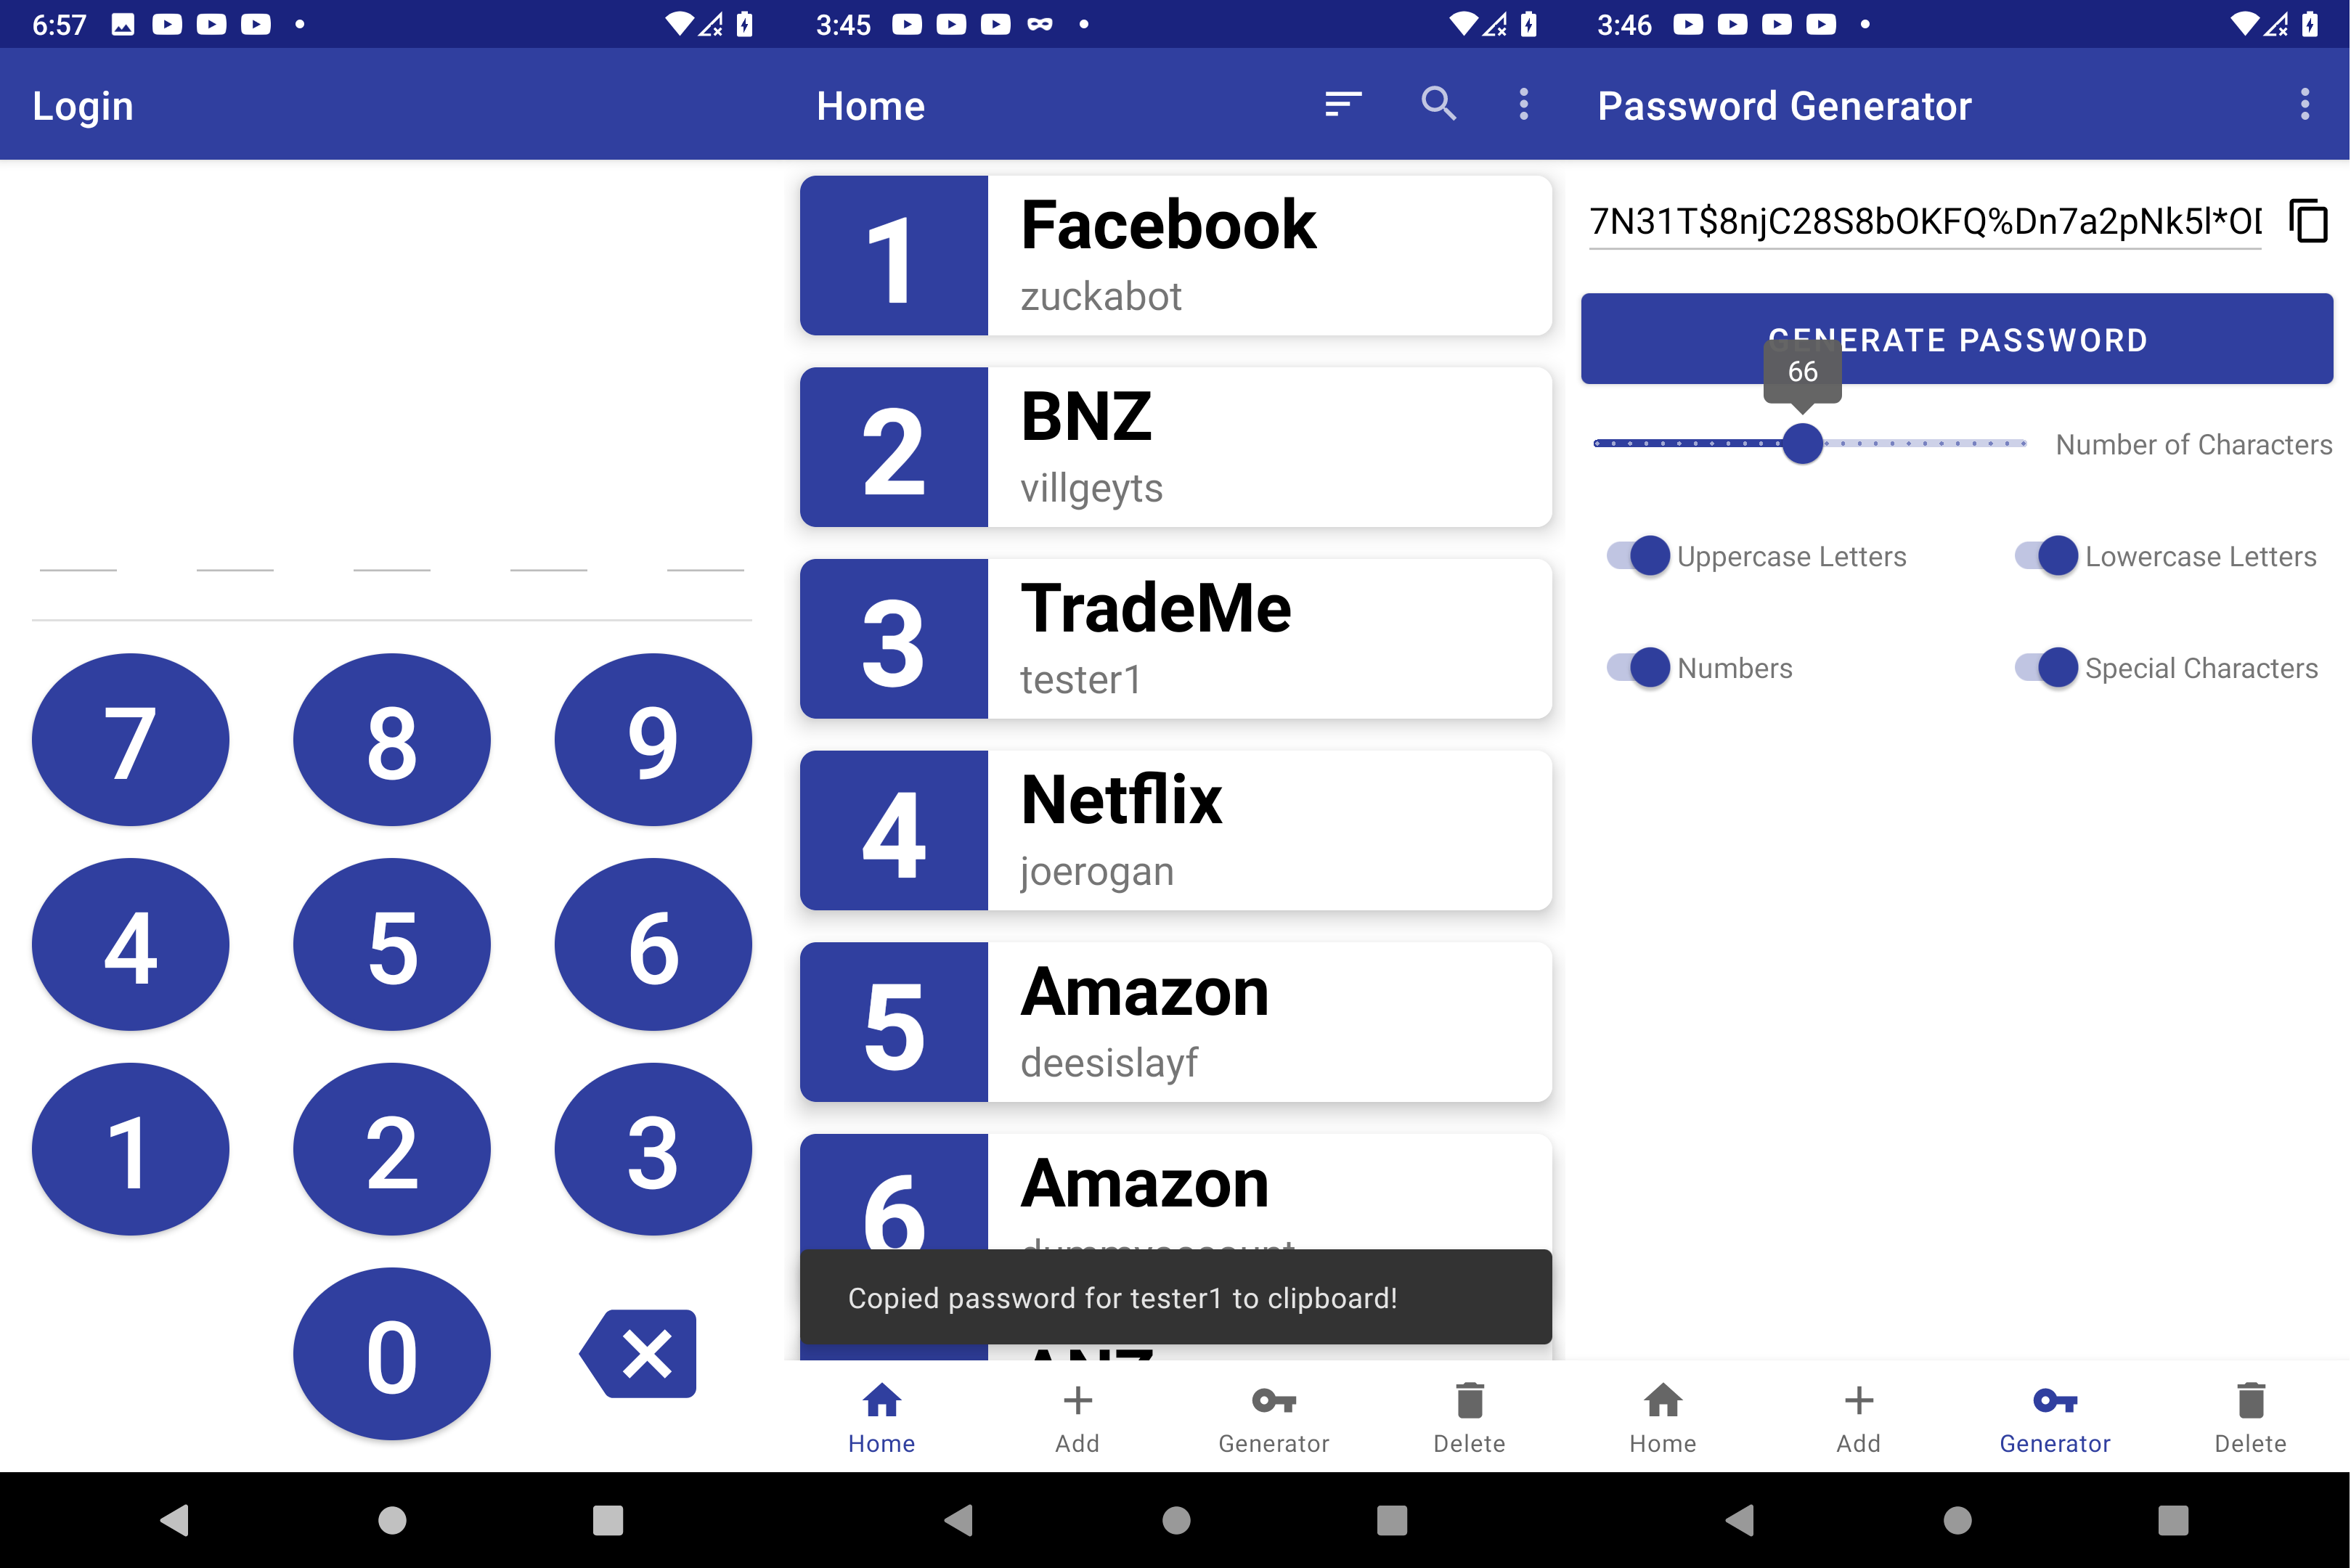 6:57
Login
7 8 9
4 5 6
1 2 3
0
3:45
Home
1 Facebook
zuckabot
2 BNZ
villgeyts
3 TradeMe
tester1
4 Netflix
joerogan
5 Amazon
deesislayf
6 Amazon
Copied password for tester1 to clipboard!
ANZ
Home Add Generator Delete
3:46
Password Generator
7N31T$8njC28S8bOKFQ%Dn7a2pNk5l*O
GENERATE PASSWORD
66
Number of Characters
Uppercase Letters Lowercase Letters
Numbers Special Characters
Home Add Generator Delete